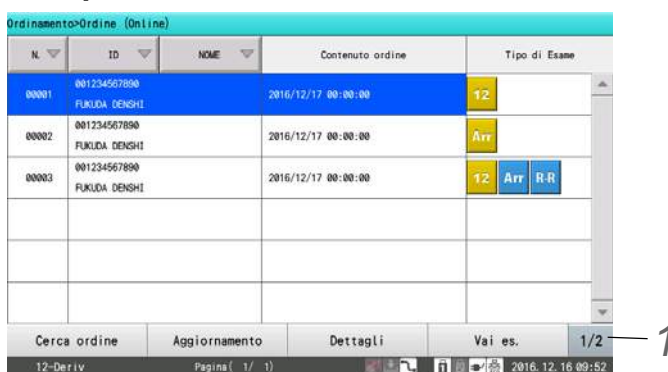 Ordinamento>Ordine (Online)
N. ID NOME Contenuto ordine Tipo di Esame
00001 001234567890 2016/12/17 00:00:00 12
FUKUDA DENSHI
00002 001234567890 2016/12/17 00:00:00 Arr
FUKUDA DENSHI
00003 001234567890 2016/12/17 00:00:00 12 Arr R-R
FUKUDA DENSHI
Cerca ordine Aggiornamento Dettagli Vai es. 1/2 1
12-Deriv Pagina( 1/ 1) 2016. 12. 16 09:52